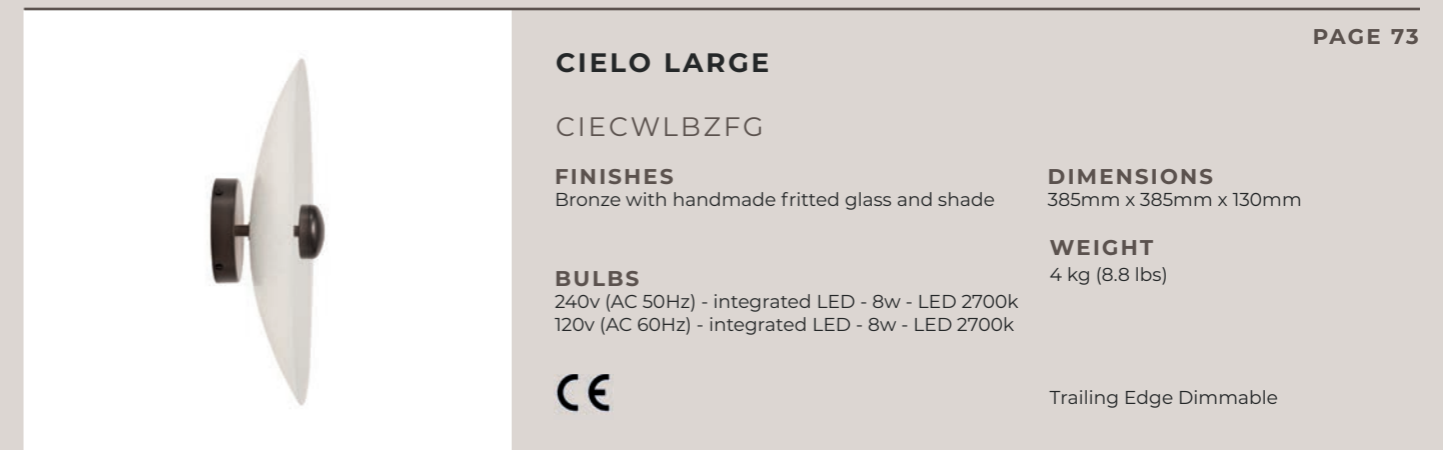 PAGE 73
CIELO LARGE
CIECWLBZFG
FINISHES
Bronze with handmade fritted glass and shade
DIMENSIONS
385mm x 385mm x 130mm
WEIGHT
4 kg (8.8 lbs)
BULBS
240v (AC 50Hz) - integrated LED - 8w - LED 2700k
120v (AC 60Hz) - integrated LED - 8w - LED 2700k
CE
Trailing Edge Dimmable